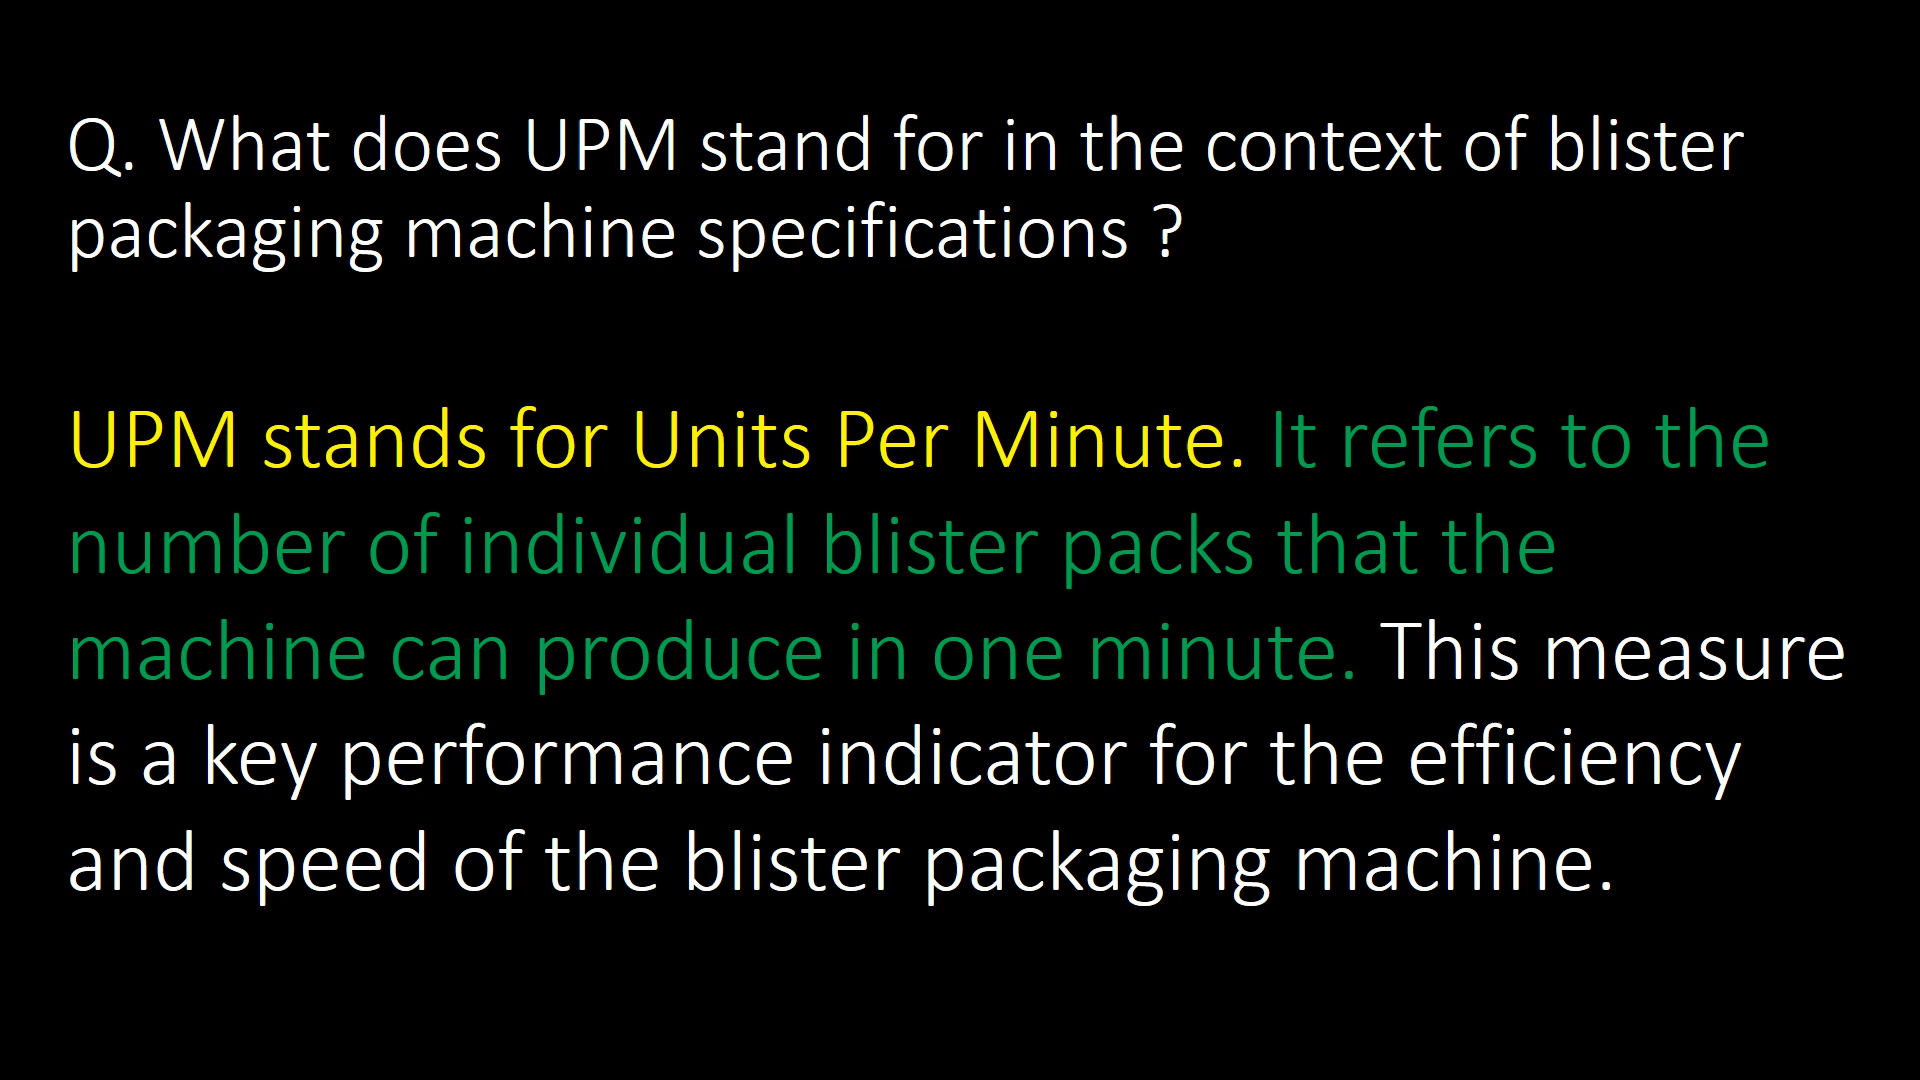 Q. What does UPM stand for in the context of blister
packaging machine specifications ?
UPM stands for Units Per Minute. It refers to the
number of individual blister packs that the
machine can produce in one minute. This measure
is a key performance indicator for the efficiency
and speed of the blister packaging machine.